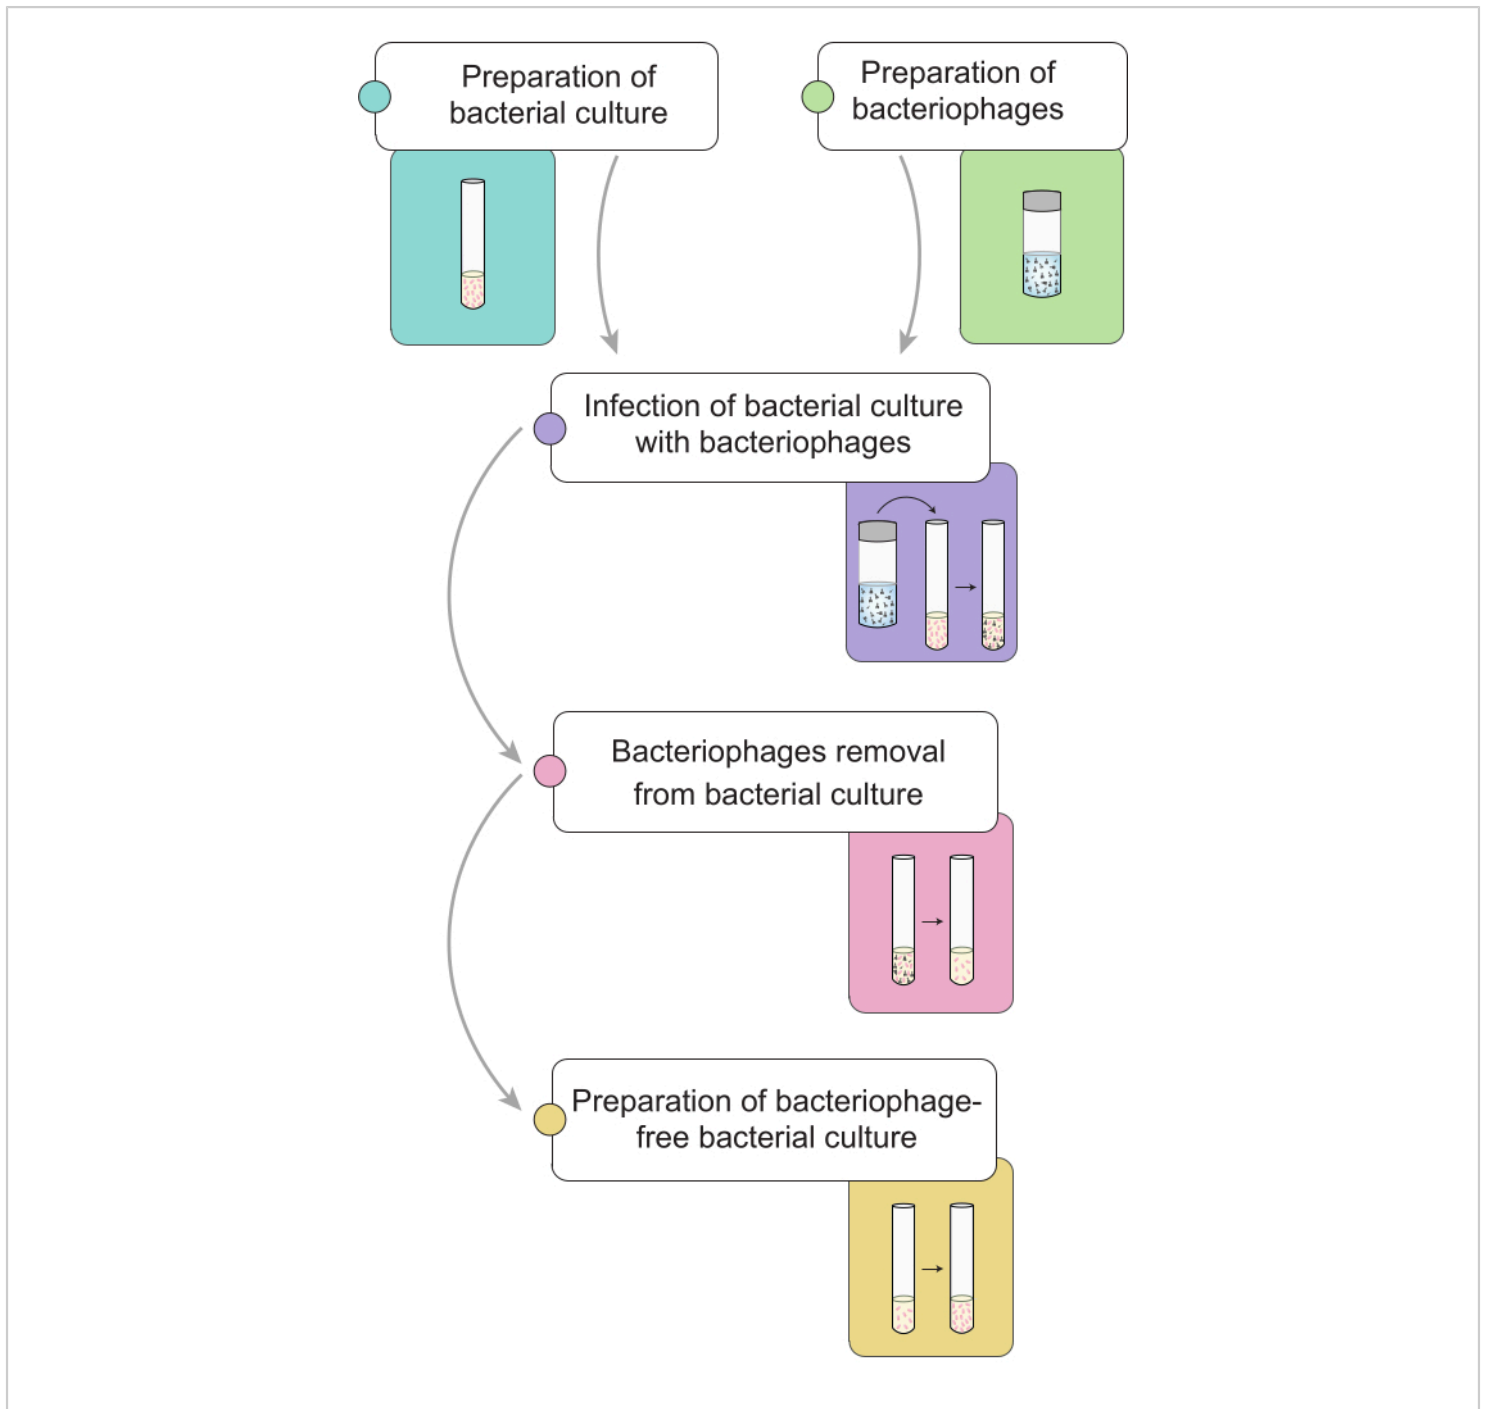 Preparation of
bacterial culture
Preparation of
bacteriophages
Infection of bacterial culture
with bacteriophages
Bacteriophages removal
from bacterial culture
Preparation of bacteriophage-
free bacterial culture